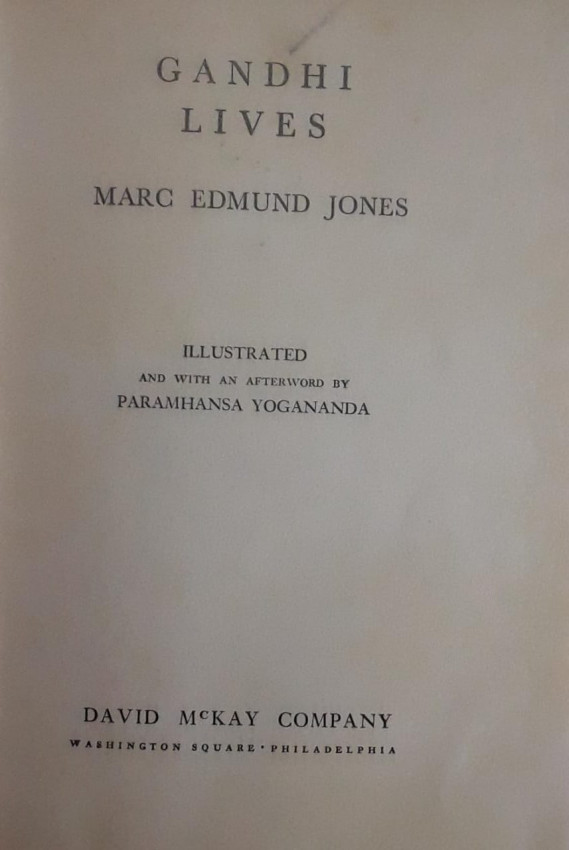 GANDHI
LIVES
MARC EDMUND JONES
ILLUSTRATED
AND WITH AN AFTERWORD BY
PARAMHANSA YOGANANDA
DAVID McKAY COMPANY
WASHINGTON SQUARE · PHILADELPHIA